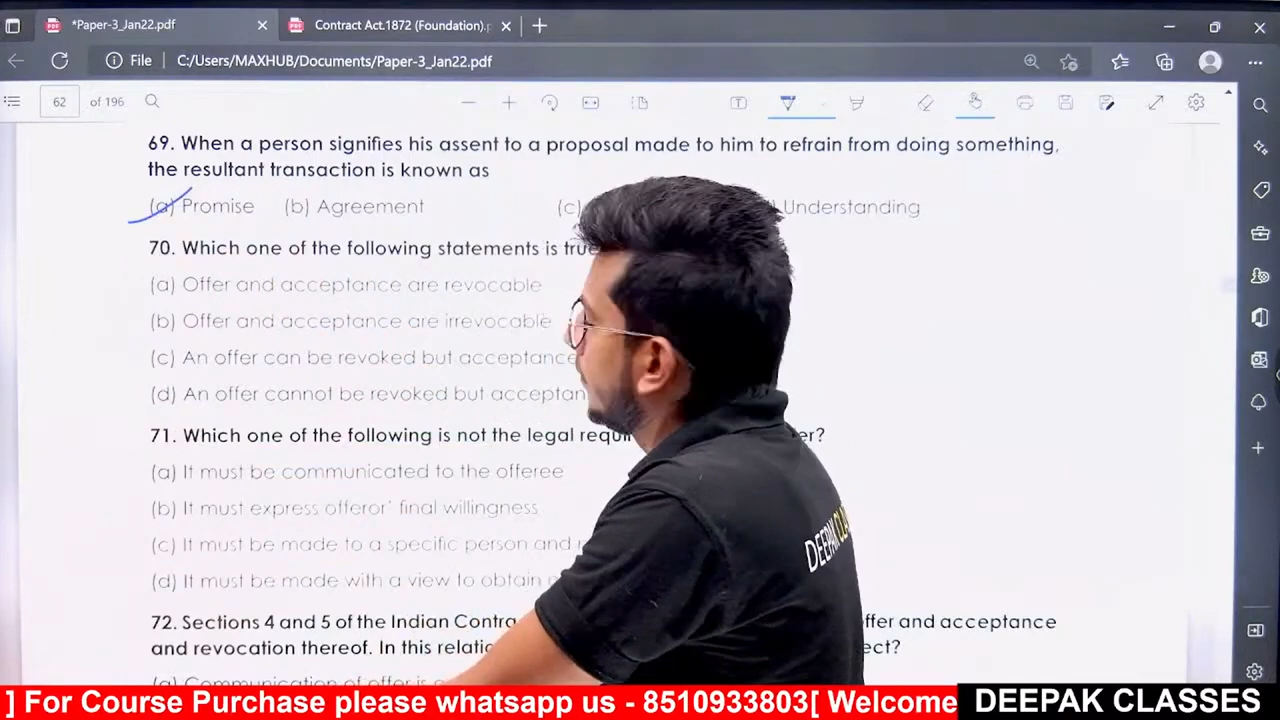 *Paper-3_Jan22.pdf
Contract Act.1872 (Foundation).
File
C:/Users/MAXHUB/Documents/Paper-3_Jan22.pdf
62 of 196
69. When a person signifies his assent to a proposal made to him to refrain from doing something,
the resultant transaction is known as
(a) Promise (b) Agreement (c) Understanding
70. Which one of the following statements is true
(a) Offer and acceptance are revocable
(b) Offer and acceptance are irrevocable
(c) An offer can be revoked but acceptance
(d) An offer cannot be revoked but
71. Which one of the following is not the legal
(a) It must be communicated to the offeree
(b) It must express offeror' final willingness
(c) It must be made to a specific person and
(d) It must be made with a view to obtain
72. Sections 4 and 5 of the Indian and acceptance
and revocation thereof. In this
(a) Communication of offer is
] For Course Purchase please whatsapp us - 8510933803[ Welcome
DEEPAK CLASSES
DEEPAK